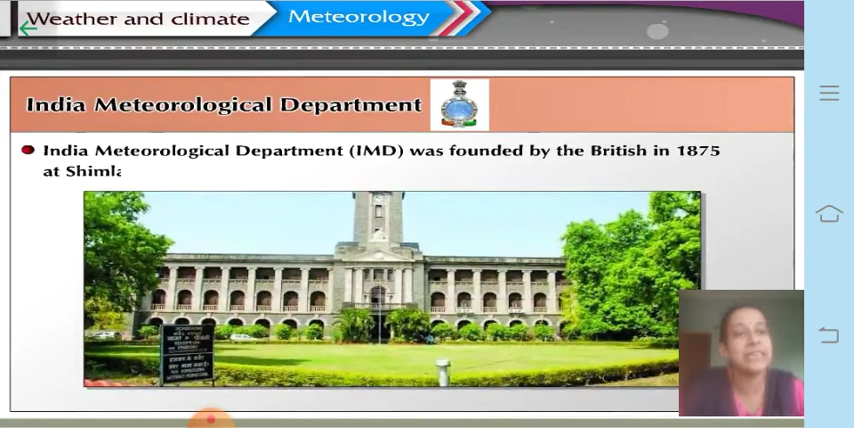 Weather and climate
Meteorology
India Meteorological Department
India Meteorological Department (IMD) was founded by the British in 1875
at Shimla